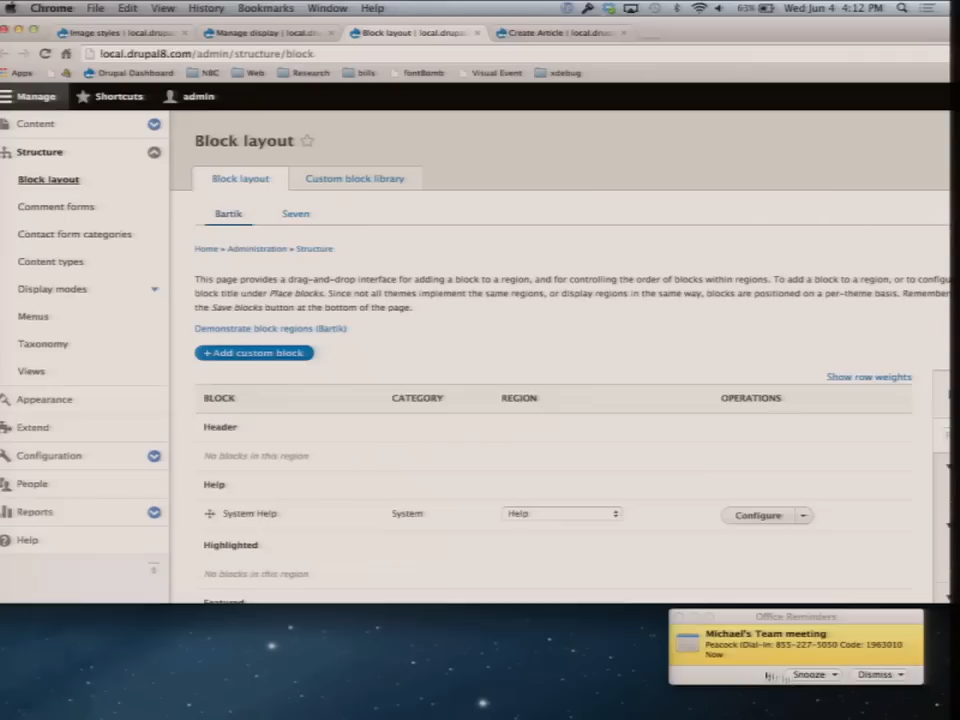 Chrome File Edit View History Bookmarks Window Help 63% Wed Jun 4 4:12 PM
Image styles | local.drup Manage display | local.dr Block layout | local.drupal Create Article | local.drup
local.drupal8.com/admin/structure/block
Apps Drupal Dashboard NBC Web Research bills fontBomb Visual Event xdebug
Manage Shortcuts admin
Content
Structure
Block layout
Comment forms
Contact form categories
Content types
Display modes
Menus
Taxonomy
Views
Appearance
Extend
Configuration
People
Reports
Help
Block layout
Block layout Custom block library
Bartik Seven
Home » Administration » Structure
This page provides a drag-and-drop interface for adding a block to a region, and for controlling the order of blocks within regions. To add a block to a region, or to configu
block title under Place blocks. Since not all themes implement the same regions, or display regions in the same way, blocks are positioned on a per-theme basis. Remember
the Save blocks button at the bottom of the page.
Demonstrate block regions (Bartik)
+ Add custom block
Show row weights
BLOCK CATEGORY REGION OPERATIONS
Header
No blocks in this region
Help
System Help System Help Configure
Highlighted
No blocks in this region
Featured
Office Reminders
Michael's Team meeting
Peacock (Dial-In: 855-227-5050 Code: 1963010
Now
Snooze Dismiss